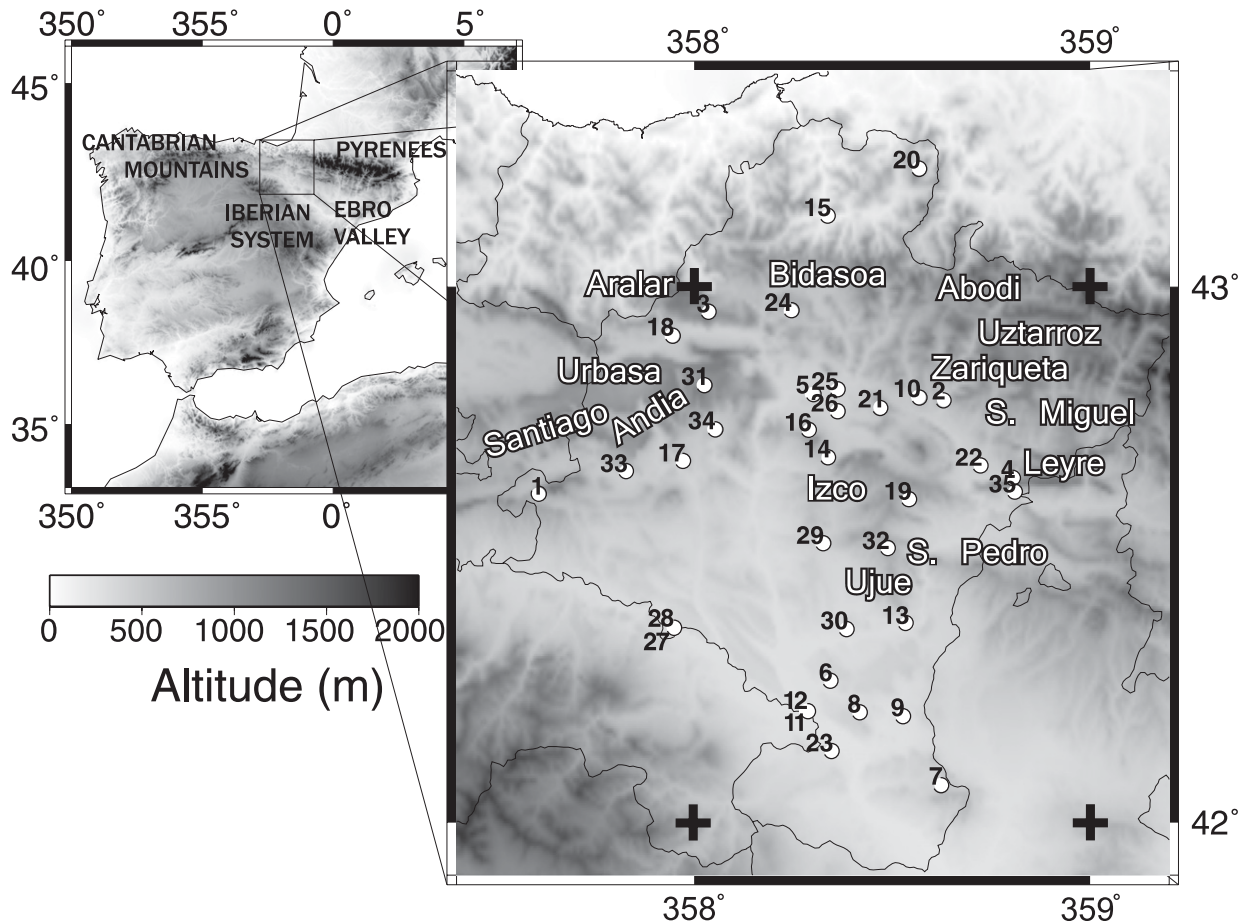 350° 355° 0° 5°
358° 359°
45°
40°
35°
CANTABRIAN
MOUNTAINS
PYRENEES
IBERIAN
SYSTEM
EBRO
VALLEY
350° 355° 0°
0 500 1000 1500 2000
Altitude (m)
20
15
Aralar
Bidasoa
Abodi
43°
3
24
18
Uztarroz
Urbasa
31
5
25
10
2
Zariqueta
26
21
Santiago
Andia
34
16
S. Miguel
33
17
14
22
4
Leyre
1
Izco
19
35
29
32
S. Pedro
Ujue
28
27
30
13
6
12
11
8
9
23
7
42°
358° 359°